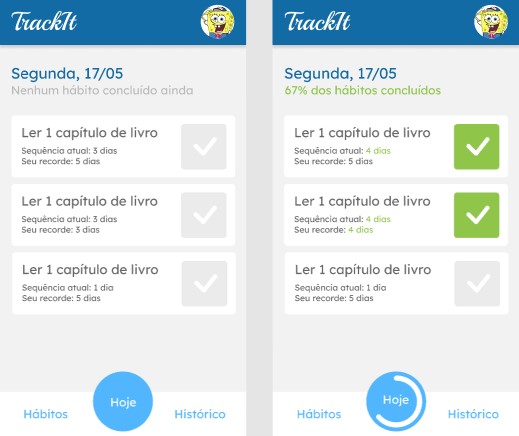 TrackIt
Segunda, 17/05
Nenhum hábito concluído ainda
Ler 1 capítulo de livro
Sequência atual: 3 dias
Seu recorde: 5 dias
Ler 1 capítulo de livro
Sequência atual: 3 dias
Seu recorde: 3 dias
Ler 1 capítulo de livro
Sequência atual: 1 dia
Seu recorde: 5 dias
Hábitos
Hoje
Histórico
TrackIt
Segunda, 17/05
67% dos hábitos concluídos
Ler 1 capítulo de livro
Sequência atual: 4 dias
Seu recorde: 5 dias
Ler 1 capítulo de livro
Sequência atual: 4 dias
Seu recorde: 4 dias
Ler 1 capítulo de livro
Sequência atual: 1 dia
Seu recorde: 5 dias
Hábitos
Hoje
Histórico